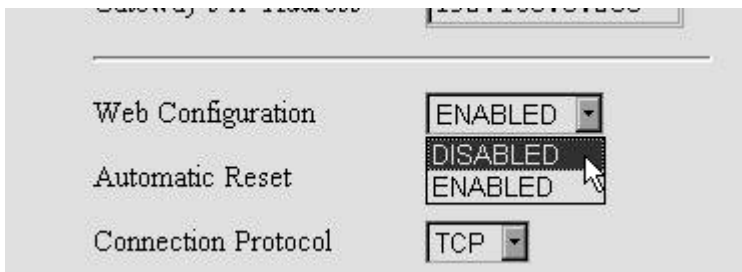 Web Configuration ENABLED
DISABLED
Automatic Reset ENABLED
Connection Protocol TCP